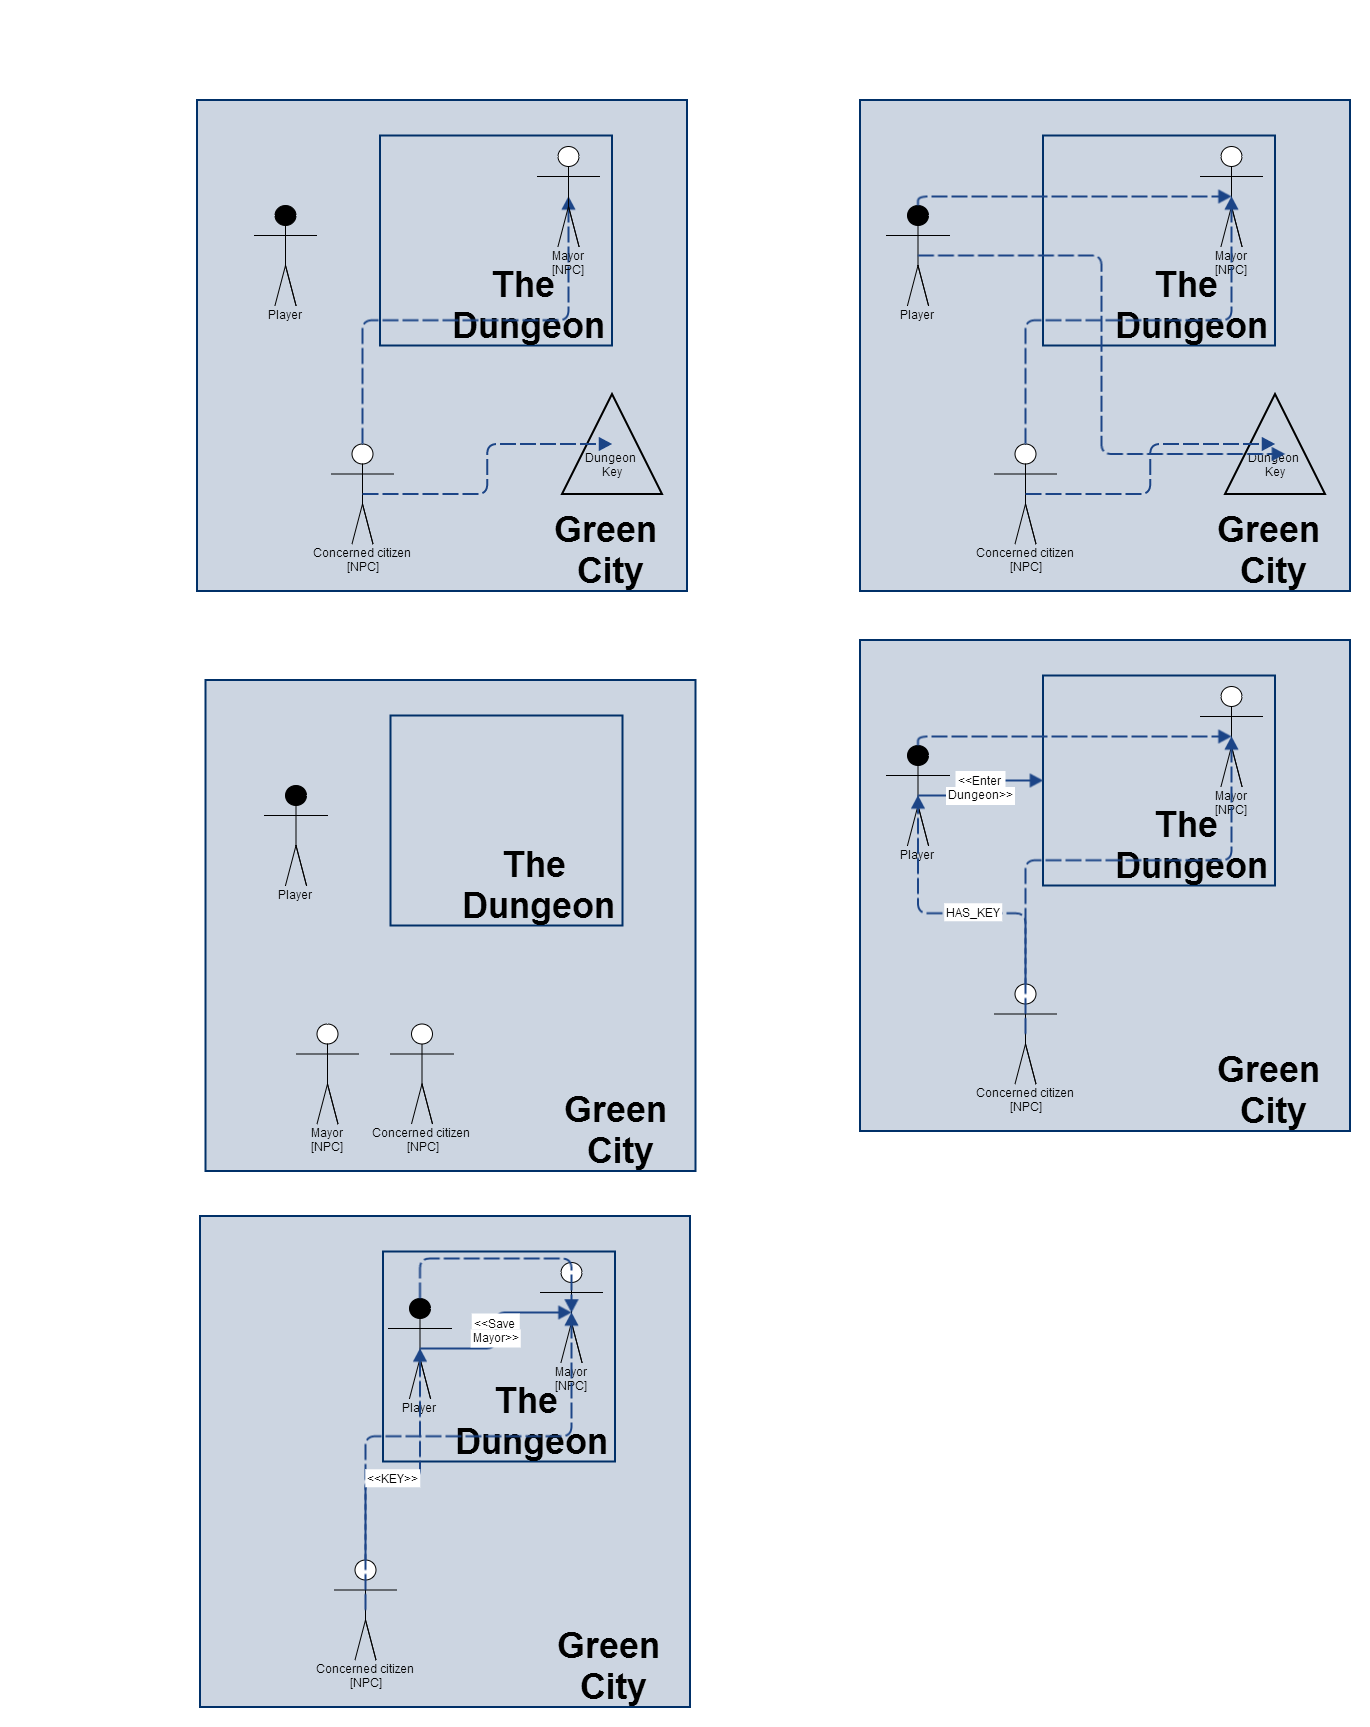 Mayor
[NPC]
The
Dungeon
Player
Dungeon
Key
Green
City
Concerned citizen
[NPC]
Mayor
[NPC]
The
Dungeon
Player
Dungeon
Key
Green
City
Concerned citizen
[NPC]
The
Dungeon
Player
Mayor
[NPC]
Concerned citizen
[NPC]
Green
City
<<Enter
Dungeon>>
Mayor
[NPC]
The
Dungeon
Player
HAS_KEY
Concerned citizen
[NPC]
Green
City
<<Save
Mayor>>
Mayor
[NPC]
Player
The
Dungeon
<<KEY>>
Concerned citizen
[NPC]
Green
City